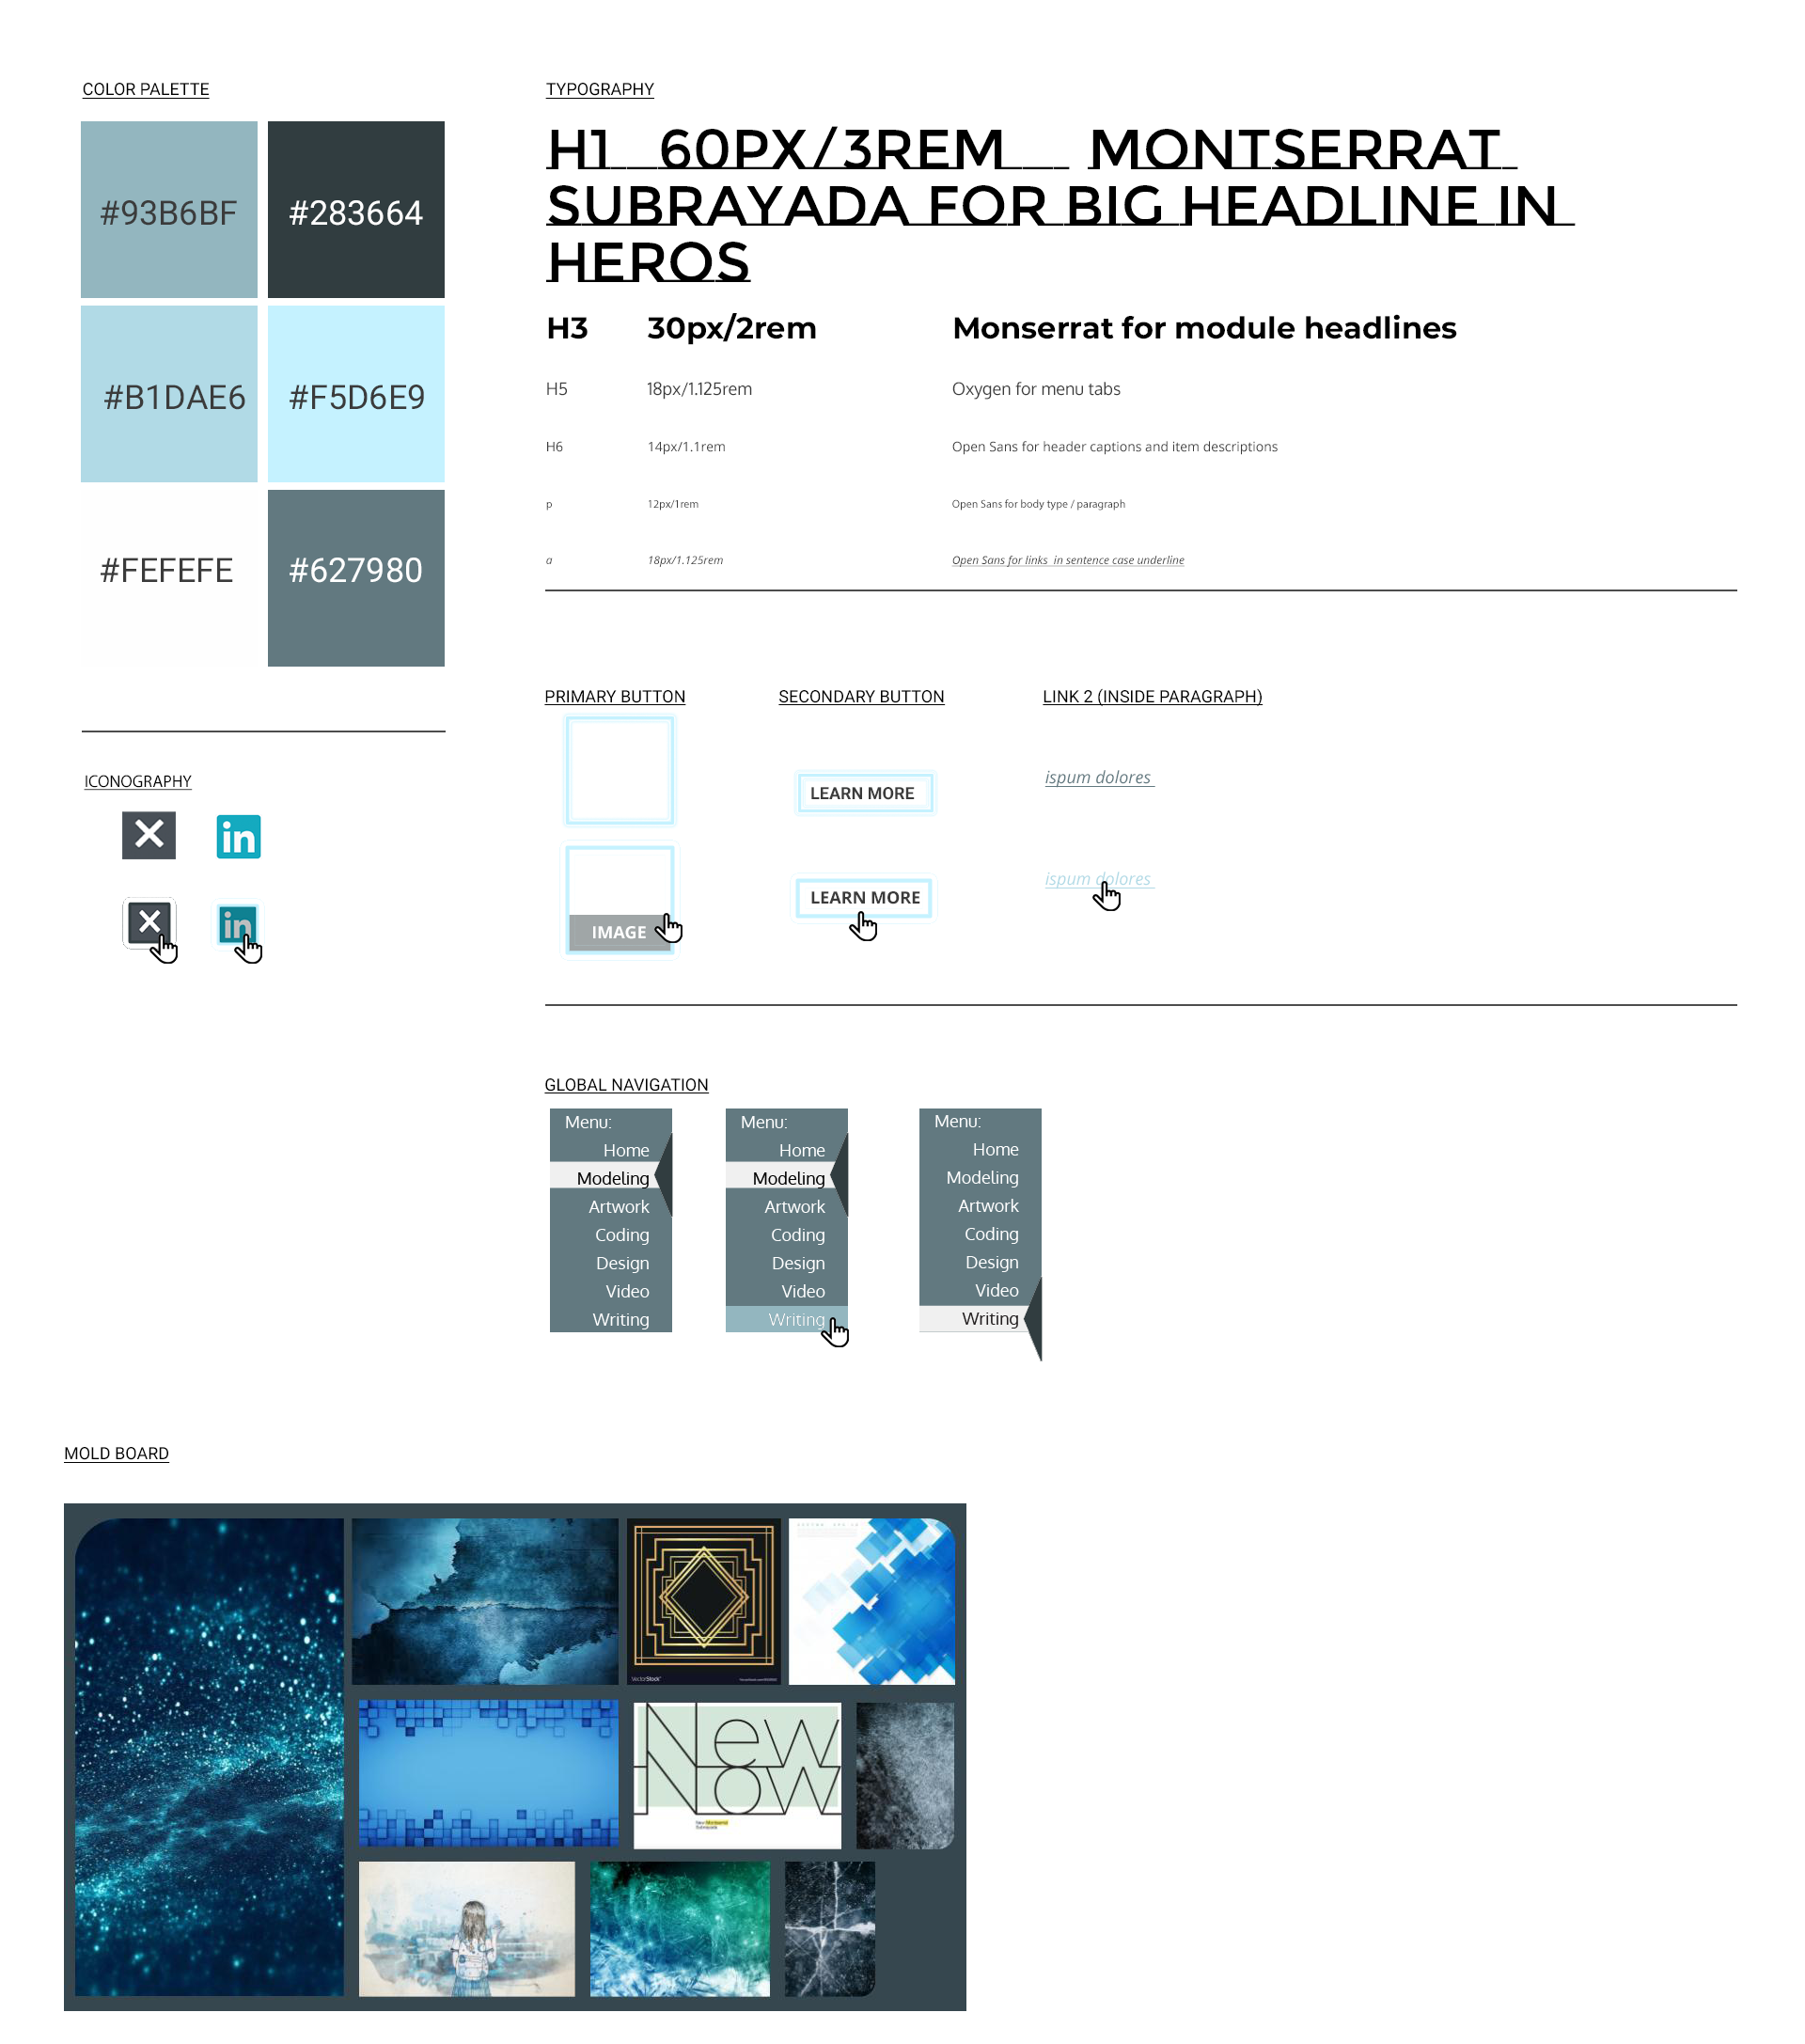 COLOR PALETTE
#93B6BF
#283664
#B1DAE6
#F5D6E9
#FEFEFE
#627980
ICONOGRAPHY
in
in
TYPOGRAPHY
H1 60PX/3REM MONTSERRAT
SUBRAYADA FOR BIG HEADLINE IN
HEROS
H3 30px/2rem Monserrat for module headlines
H5 18px/1.125rem Oxygen for menu tabs
H6 14px/1.1rem Open Sans for header captions and item descriptions
p 12px/1rem Open Sans for body type / paragraph
a 18px/1.125rem Open Sans for links in sentence case underline
PRIMARY BUTTON
IMAGE
SECONDARY BUTTON
LEARN MORE
LEARN MORE
LINK 2 (INSIDE PARAGRAPH)
ispum dolores
ispum dolores
GLOBAL NAVIGATION
Menu:
Home
Modeling
Artwork
Coding
Design
Video
Writing
Menu:
Home
Modeling
Artwork
Coding
Design
Video
Writing
Menu:
Home
Modeling
Artwork
Coding
Design
Video
Writing
MOLD BOARD
VectorStock
New
Now
New Montserrat
Subrayada